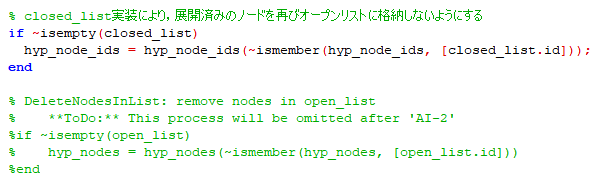 % closed_list実装により，展開済みのノードを再びオープンリストに格納しないようにする
if ~isempty(closed_list)
  hyp_node_ids = hyp_node_ids(~ismember(hyp_node_ids, [closed_list.id]));
end

% DeleteNodesInList: remove nodes in open_list
%    **ToDo:** This process will be omitted after 'AI-2'
%if ~isempty(open_list)
%    hyp_nodes = hyp_nodes(~ismember(hyp_nodes, [open_list.id]))
%end